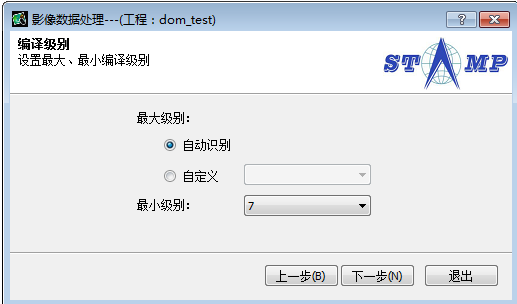 影像数据处理---(工程：dom_test)
编译级别
设置最大、最小编译级别
STAMP
最大级别：
自动识别
自定义
最小级别：
7
上一步(B)
下一步(N)
退出